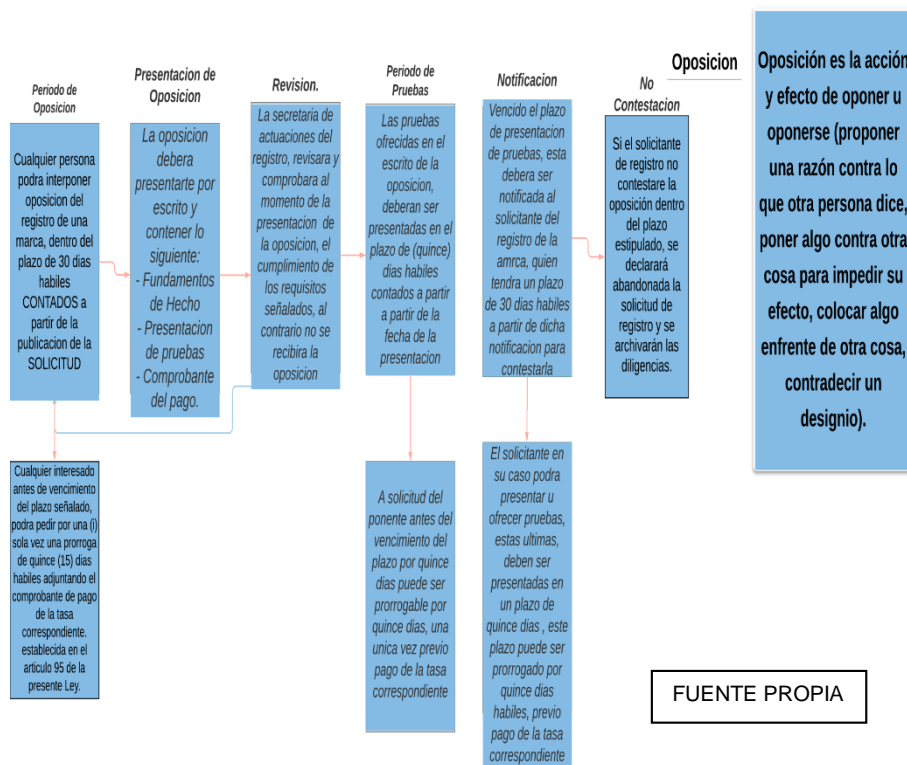 Periodo de
Oposicion
Cualquier persona
podra interponer
oposicion del
registro de una
marca, dentro del
plazo de 30 dias
habiles
CONTADOS a
partir de la
publicacion de la
SOLICITUD
Cualquier interesado
antes de vencimiento
del plazo señalado,
podra pedir por una (i)
sola vez una prorroga
de quince (15) dias
habiles adjuntando el
comprobante de pago
de la tasa
correspondiente.
establecida en el
articulo 95 de la
presente Ley.
Presentacion de
Oposicion
La oposicion
debera
presentarte por
escrito y
contener lo
siguiente:
- Fundamentos
de Hecho
- Presentacion
de pruebas
- Comprobante
del pago.
Revision.
La secretaria de
actuaciones del
registro, revisara y
comprobara al
momento de la
presentacion de
la oposicion, el
cumplimiento de
los requisitos
señalados, al
contrario no se
recibira la
oposicion
Periodo de
Pruebas
Las pruebas
ofrecidas en el
escrito de la
oposicion,
deberan ser
presentadas en el
plazo de (quince)
dias habiles
contados a partir
a partir de la
fecha de la
presentacion
A solicitud del
ponente antes del
vencimiento del
plazo por quince
dias puede ser
prorrogable por
quince dias, una
unica vez previo
pago de la tasa
correspondiente
Notificacion
Vencido el plazo
de presentacion
de pruebas, esta
debera ser
notificada al
solicitante del
registro de la
amrca, quien
tendra un plazo
de 30 dias habiles
a partir de dicha
notificacion para
contestarla
El solicitante en
su caso podra
presentar u
ofrecer pruebas,
estas ultimas,
deben ser
presentadas en
un plazo de
quince dias , este
plazo puede ser
prorrogado por
quince dias
habiles, previo
pago de la tasa
correspondiente
No
Contestacion
Si el solicitante
de registro no
contestare la
oposición dentro
del plazo
estipulado, se
declarará
abandonada la
solicitud de
registro y se
archivarán las
diligencias.
Oposicion
Oposición es la acción
y efecto de oponer u
oponerse (proponer
una razón contra lo
que otra persona dice,
poner algo contra otra
cosa para impedir su
efecto, colocar algo
enfrente de otra cosa,
contradecir un
designio).
FUENTE PROPIA